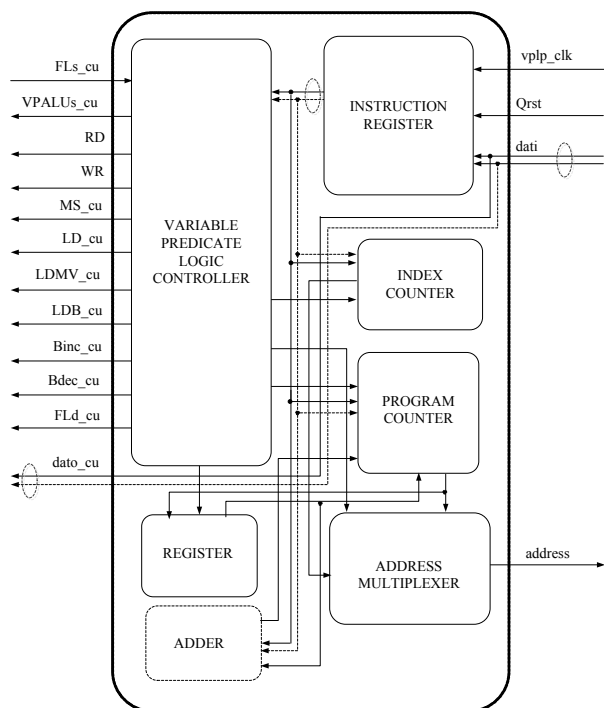 FLs_cu
VPALUs_cu
RD
WR
MS_cu
LD_cu
LDMV_cu
LDB_cu
Binc_cu
Bdec_cu
FLd_cu
dato_cu
VARIABLE
PREDICATE
LOGIC
CONTROLLER
INSTRUCTION
REGISTER
vplp_clk
Qrst
dati
INDEX
COUNTER
PROGRAM
COUNTER
REGISTER
ADDRESS
MULTIPLEXER
address
ADDER